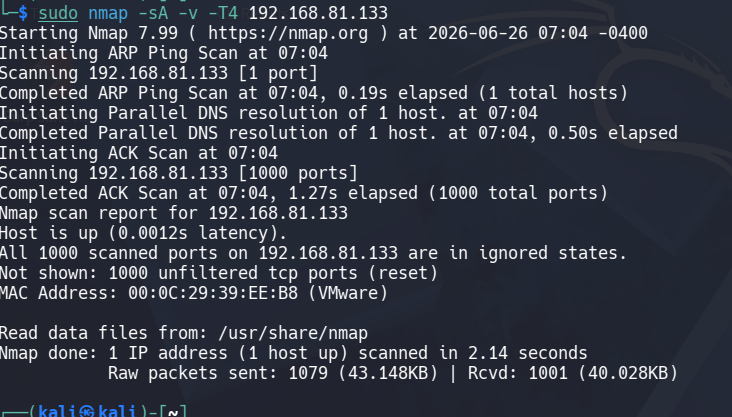 └─$ sudo nmap -sA -v -T4 192.168.81.133
Starting Nmap 7.99 ( https://nmap.org ) at 2026-06-26 07:04 -0400
Initiating ARP Ping Scan at 07:04
Scanning 192.168.81.133 [1 port]
Completed ARP Ping Scan at 07:04, 0.19s elapsed (1 total hosts)
Initiating Parallel DNS resolution of 1 host. at 07:04
Completed Parallel DNS resolution of 1 host. at 07:04, 0.50s elapsed
Initiating ACK Scan at 07:04
Scanning 192.168.81.133 [1000 ports]
Completed ACK Scan at 07:04, 1.27s elapsed (1000 total ports)
Nmap scan report for 192.168.81.133
Host is up (0.0012s latency).
All 1000 scanned ports on 192.168.81.133 are in ignored states.
Not shown: 1000 unfiltered tcp ports (reset)
MAC Address: 00:0C:29:39:EE:B8 (VMware)
Read data files from: /usr/share/nmap
Nmap done: 1 IP address (1 host up) scanned in 2.14 seconds
Raw packets sent: 1079 (43.148KB) | Rcvd: 1001 (40.028KB)
┌──(kali㉿kali)-[~]